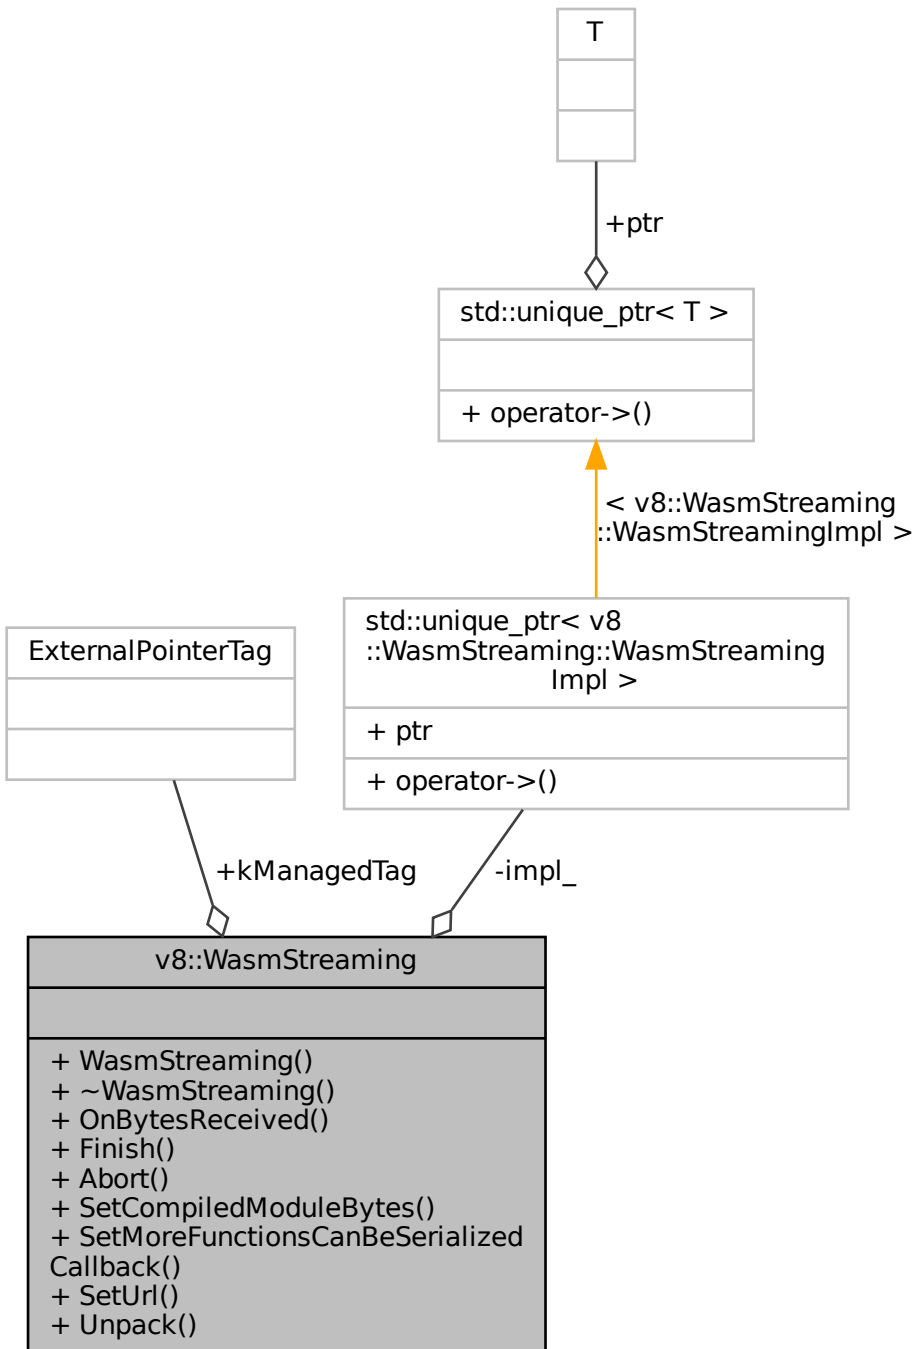 T
+ptr
std::unique_ptr< T >
+ operator->()
< v8::WasmStreaming
::WasmStreamingImpl >
std::unique_ptr< v8
::WasmStreaming::WasmStreaming
Impl >
+ ptr
+ operator->()
ExternalPointerTag
+kManagedTag
-impl_
v8::WasmStreaming
+ WasmStreaming()
+ ~WasmStreaming()
+ OnBytesReceived()
+ Finish()
+ Abort()
+ SetCompiledModuleBytes()
+ SetMoreFunctionsCanBeSerialized
Callback()
+ SetUrl()
+ Unpack()